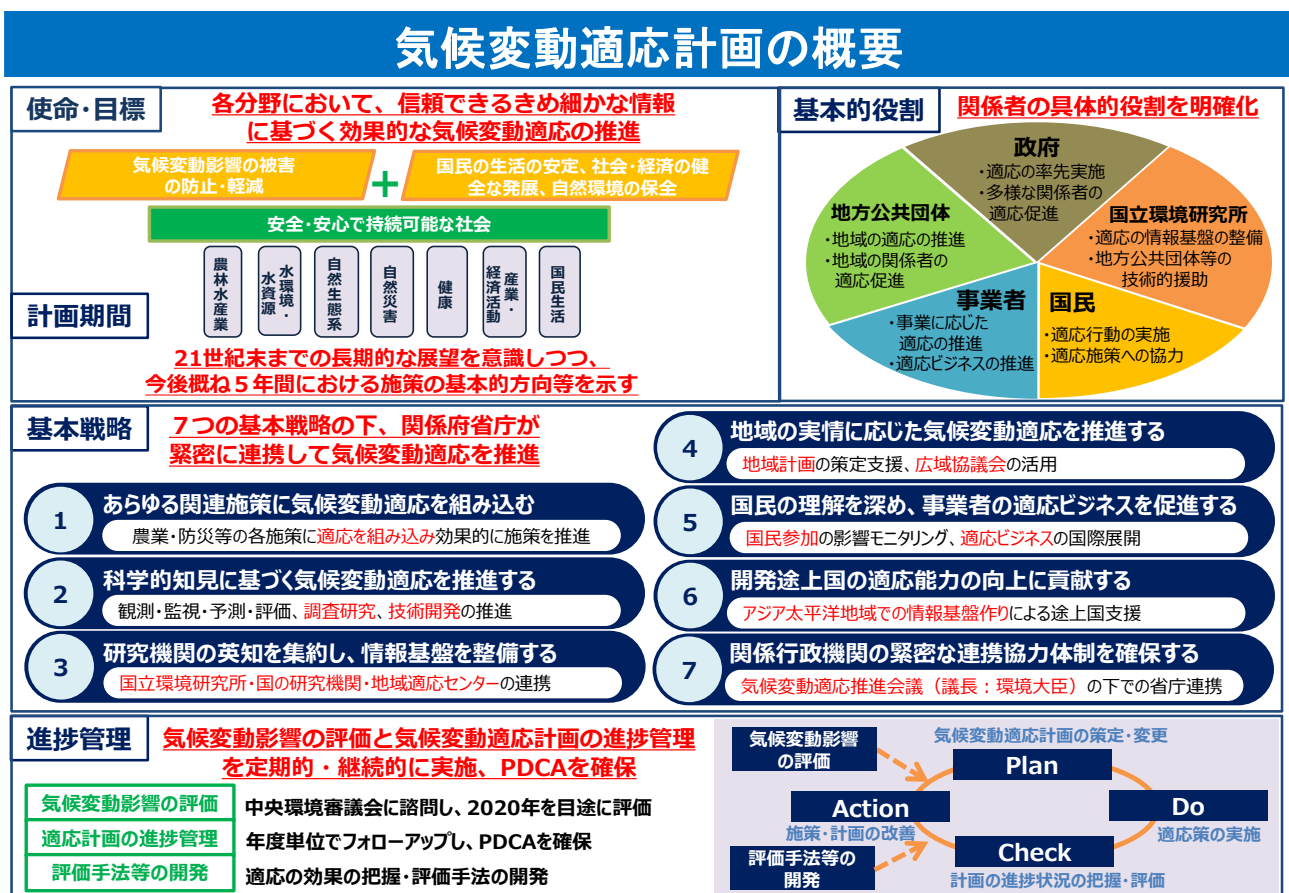 気候変動適応計画の概要
使命・目標
各分野において、信頼できるきめ細かな情報
に基づく効果的な気候変動適応の推進
気候変動影響の被害
の防止・軽減
+
国民の生活の安定、社会・経済の健
全な発展、自然環境の保全
安全・安心で持続可能な社会
農林水産業
水環境・
水資源
自然生態系
自然災害
健康
産業・
経済活動
国民生活
計画期間
21世紀末までの長期的な展望を意識しつつ、
今後概ね５年間における施策の基本的方向等を示す
基本的役割
関係者の具体的役割を明確化
政府
・適応の率先実施
・多様な関係者の
適応促進
地方公共団体
・地域の適応の推進
・地域の関係者の
適応促進
国立環境研究所
・適応の情報基盤の整備
・地方公共団体等の
技術的援助
事業者
・事業に応じた
適応の推進
・適応ビジネスの推進
国民
・適応行動の実施
・適応施策への協力
基本戦略
７つの基本戦略の下、関係府省庁が
緊密に連携して気候変動適応を推進
1
あらゆる関連施策に気候変動適応を組み込む
農業・防災等の各施策に適応を組み込み効果的に施策を推進
2
科学的知見に基づく気候変動適応を推進する
観測・監視・予測・評価、調査研究、技術開発の推進
3
研究機関の英知を集約し、情報基盤を整備する
国立環境研究所・国の研究機関・地域適応センターの連携
4
地域の実情に応じた気候変動適応を推進する
地域計画の策定支援、広域協議会の活用
5
国民の理解を深め、事業者の適応ビジネスを促進する
国民参加の影響モニタリング、適応ビジネスの国際展開
6
開発途上国の適応能力の向上に貢献する
アジア太平洋地域での情報基盤作りによる途上国支援
7
関係行政機関の緊密な連携協力体制を確保する
気候変動適応推進会議（議長：環境大臣）の下での省庁連携
進捗管理
気候変動影響の評価と気候変動適応計画の進捗管理
を定期的・継続的に実施、PDCAを確保
気候変動影響の評価
中央環境審議会に諮問し、2020年を目途に評価
適応計画の進捗管理
年度単位でフォローアップし、PDCAを確保
評価手法等の開発
適応の効果の把握・評価手法の開発
気候変動影響
の評価
気候変動適応計画の策定・変更
Plan
Action
施策・計画の改善
Do
適応策の実施
評価手法等の
開発
Check
計画の進捗状況の把握・評価